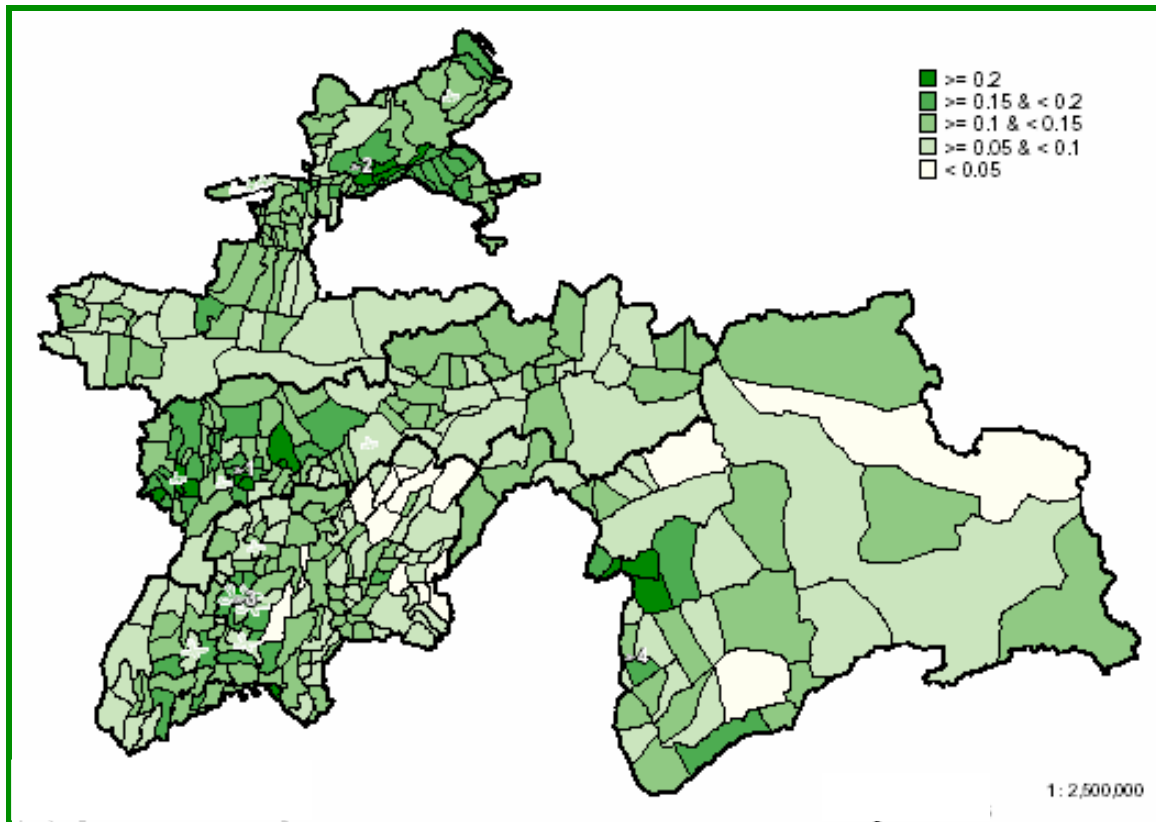 >= 0.2
>= 0.15 & < 0.2
>= 0.1 & < 0.15
>= 0.05 & < 0.1
< 0.05
2
1
3
4
1 : 2,500,000